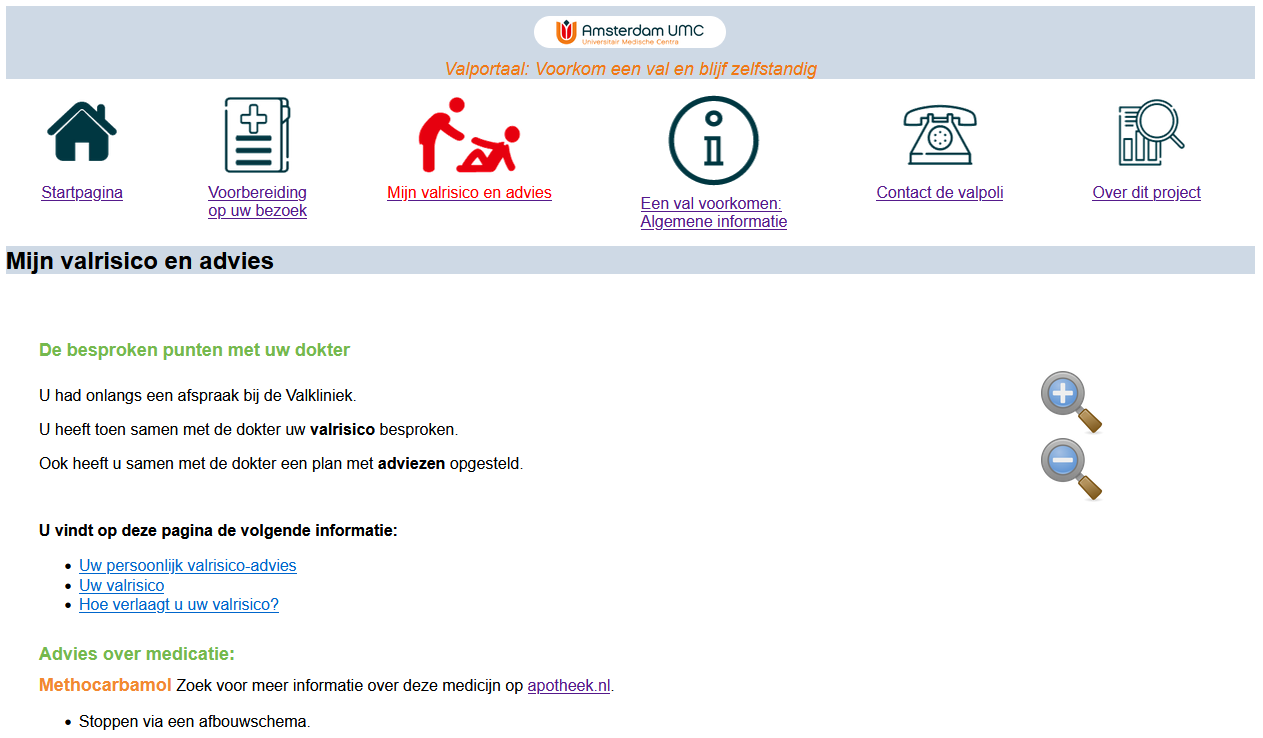 Amsterdam UMC
Universitair Medische Centra
Valportaal: Voorkom een val en blijf zelfstandig
Startpagina
Voorbereiding
op uw bezoek
Mijn valrisico en advies
Een val voorkomen:
Algemene informatie
Contact de valpoli
Over dit project
Mijn valrisico en advies
De besproken punten met uw dokter
U had onlangs een afspraak bij de Valkliniek.
U heeft toen samen met de dokter uw valrisico besproken.
Ook heeft u samen met de dokter een plan met adviezen opgesteld.
U vindt op deze pagina de volgende informatie:
• Uw persoonlijk valrisico-advies
• Uw valrisico
• Hoe verlaagt u uw valrisico?
Advies over medicatie:
Methocarbamol Zoek voor meer informatie over deze medicijn op apotheek.nl.
• Stoppen via een afbouwschema.